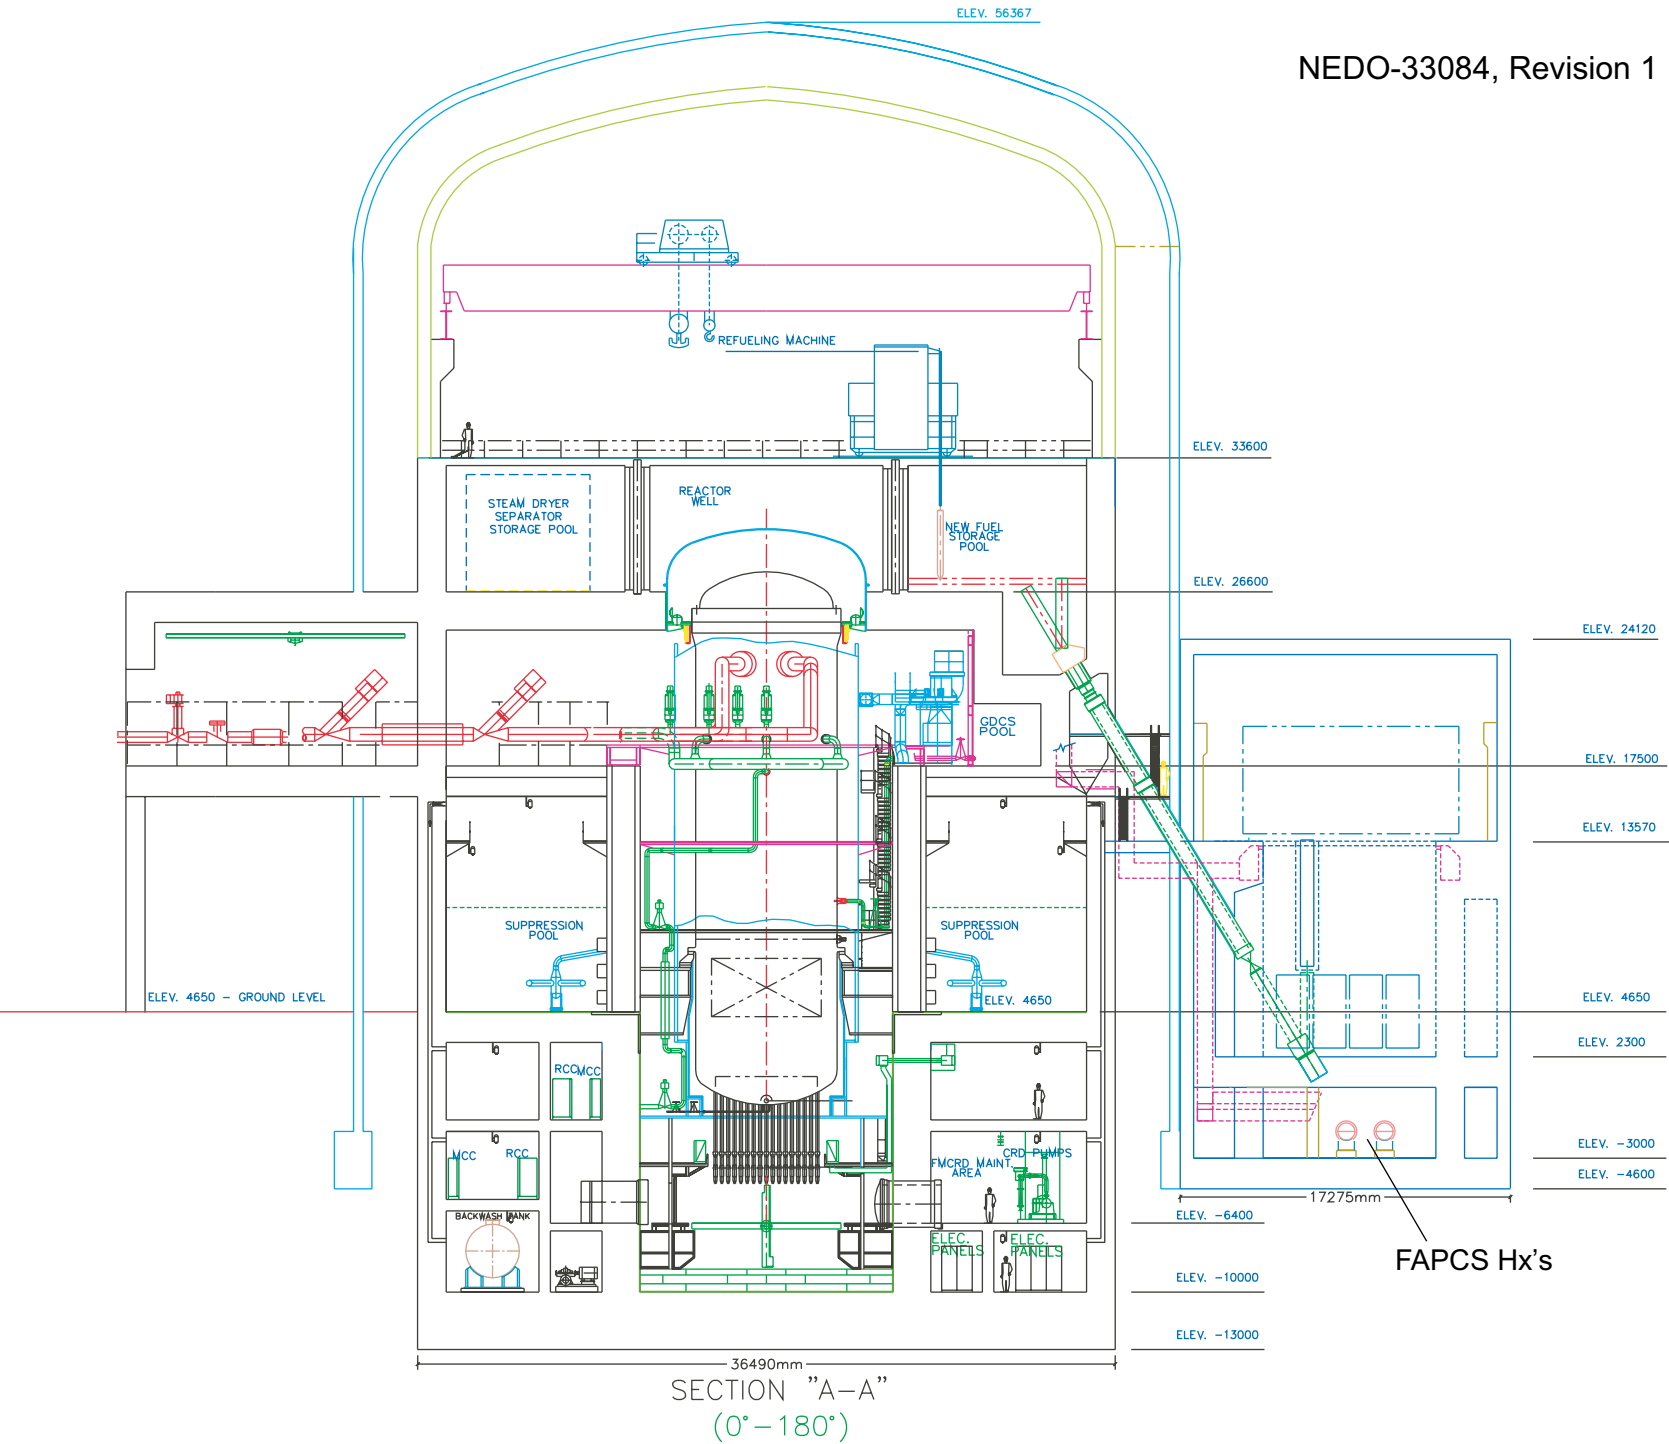 ELEV. 56367
NEDO-33084, Revision 1
REFUELING MACHINE
ELEV. 33600
STEAM DRYER
SEPARATOR
STORAGE POOL
REACTOR
WELL
NEW FUEL
STORAGE
POOL
ELEV. 26600
ELEV. 24120
GDCS
POOL
ELEV. 17500
ELEV. 13570
SUPPRESSION
POOL
SUPPRESSION
POOL
ELEV. 4650 - GROUND LEVEL
ELEV. 4650
ELEV. 4650
ELEV. 2300
RCC
MCC
MCC
RCC
FMCRD MAINT.
AREA
CRD PUMPS
ELEV. -3000
ELEV. -4600
17275mm
BACKWASH TANK
ELEV. -6400
ELEC.
PANELS
ELEC.
PANELS
FAPCS Hx's
ELEV. -10000
ELEV. -13000
36490mm
SECTION "A-A"
(0°-180°)